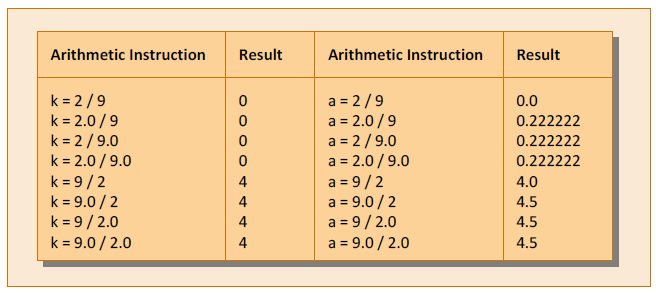 Arithmetic Instruction Result Arithmetic Instruction Result
k = 2 / 9 0 a = 2 / 9 0.0
k = 2.0 / 9 0 a = 2.0 / 9 0.222222
k = 2 / 9.0 0 a = 2 / 9.0 0.222222
k = 2.0 / 9.0 0 a = 2.0 / 9.0 0.222222
k = 9 / 2 4 a = 9 / 2 4.0
k = 9.0 / 2 4 a = 9.0 / 2 4.5
k = 9 / 2.0 4 a = 9 / 2.0 4.5
k = 9.0 / 2.0 4 a = 9.0 / 2.0 4.5